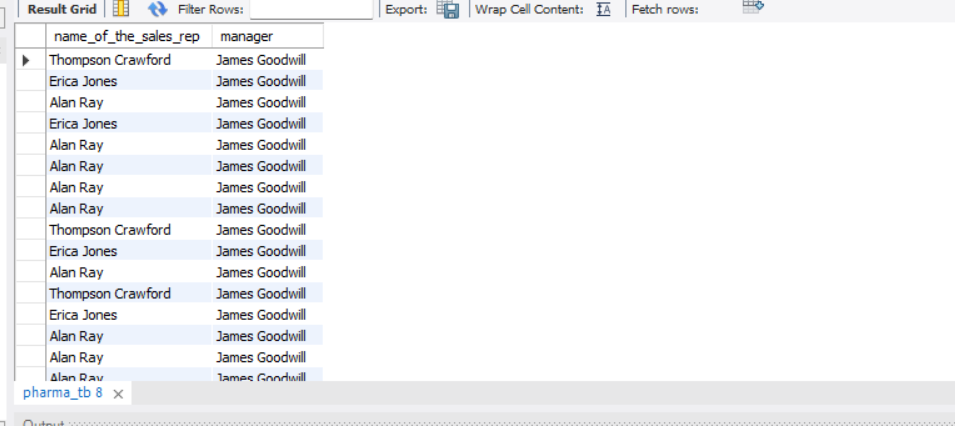 Result Grid Filter Rows: Export: Wrap Cell Content: IA Fetch rows:
name_of_the_sales_rep manager
Thompson Crawford James Goodwill
Erica Jones James Goodwill
Alan Ray James Goodwill
Erica Jones James Goodwill
Alan Ray James Goodwill
Alan Ray James Goodwill
Alan Ray James Goodwill
Alan Ray James Goodwill
Thompson Crawford James Goodwill
Erica Jones James Goodwill
Alan Ray James Goodwill
Thompson Crawford James Goodwill
Erica Jones James Goodwill
Alan Ray James Goodwill
Alan Ray James Goodwill
Alan Ray James Goodwill
pharma_tb 8
Output